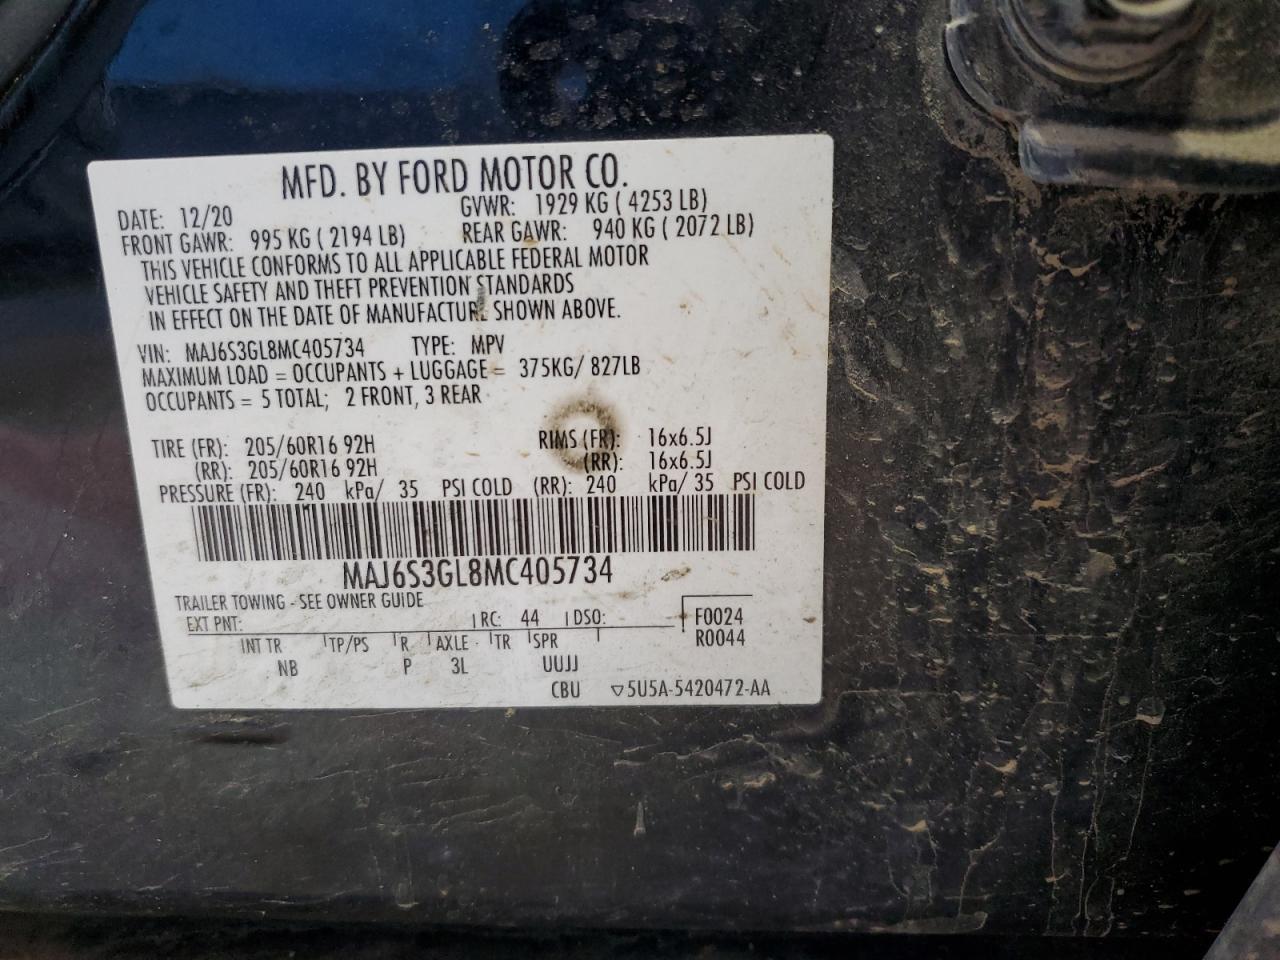 MFD. BY FORD MOTOR CO.
DATE: 12/20 GVWR: 1929 KG ( 4253 LB)
FRONT GAWR: 995 KG ( 2194 LB) REAR GAWR: 940 KG ( 2072 LB)
THIS VEHICLE CONFORMS TO ALL APPLICABLE FEDERAL MOTOR
VEHICLE SAFETY AND THEFT PREVENTION STANDARDS
IN EFFECT ON THE DATE OF MANUFACTURE SHOWN ABOVE.
VIN: MAJ6S3GL8MC405734 TYPE: MPV
MAXIMUM LOAD = OCCUPANTS + LUGGAGE = 375KG/ 827LB
OCCUPANTS = 5 TOTAL; 2 FRONT, 3 REAR
TIRE (FR): 205/60R16 92H RIMS (FR): 16x6.5J
(RR): 205/60R16 92H (RR): 16x6.5J
PRESSURE (FR): 240 kPa/ 35 PSI COLD (RR): 240 kPa/ 35 PSI COLD
MAJ6S3GL8MC405734
TRAILER TOWING - SEE OWNER GUIDE
EXT PNT: RC: 44 DSO: F0024
R0044
INT TR TP/PS R AXLE TR SPR
NB P 3L UUJJ
CBU ▽5U5A-5420472-AA